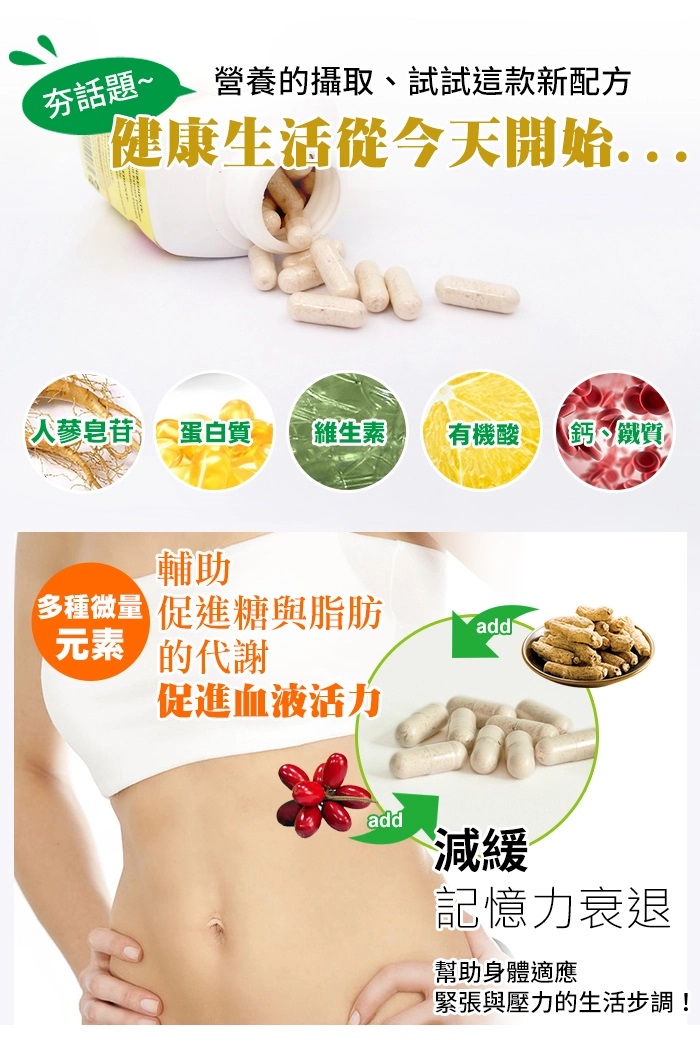 夯話題~
營養的攝取、試試這款新配方
健康生活從今天開始...
人蔘皂苷
蛋白質
維生素
有機酸
鈣、鐵質
多種微量
元素
輔助
促進糖與脂肪
的代謝
促進血液活力
add
add
減緩
記憶力衰退
幫助身體適應
緊張與壓力的生活步調！